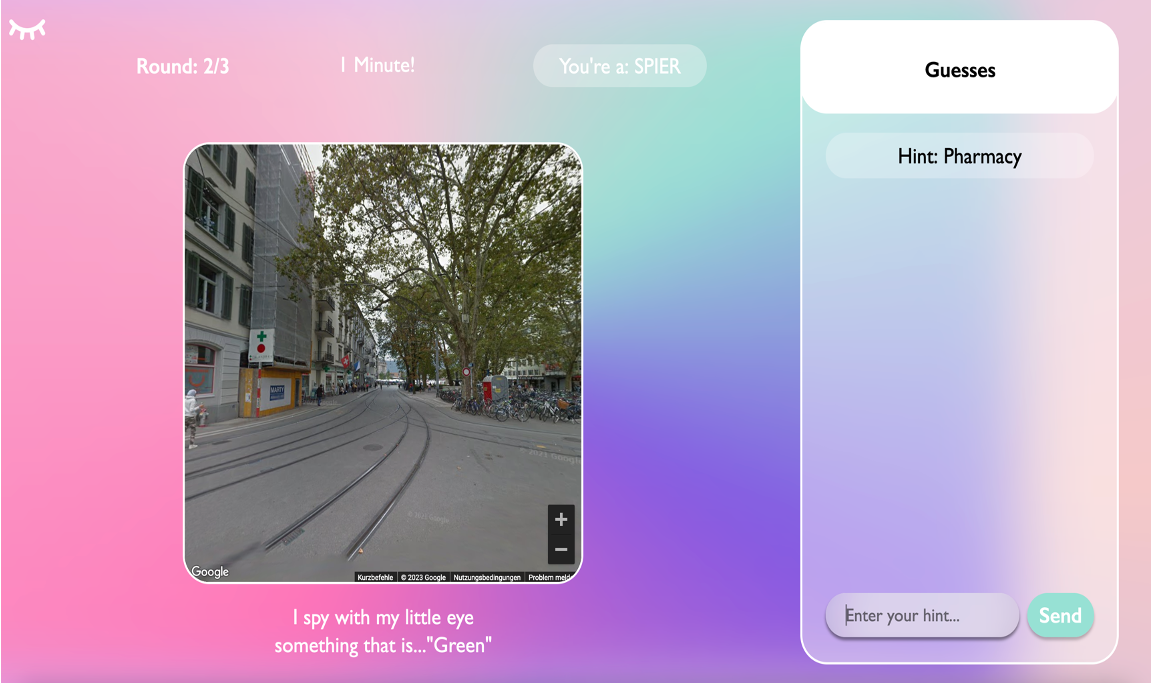 Round: 2/3
1 Minute!
You're a: SPIER
Guesses
Hint: Pharmacy
Google
Kurzbefehle
© 2023 Google
Nutzungsbedingungen
Problem meld
I spy with my little eye
something that is..."Green"
Enter your hint...
Send